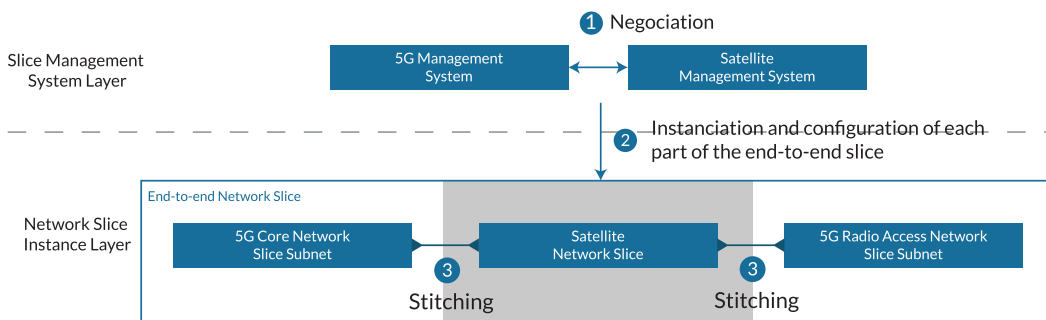 1 Negociation
Slice Management
System Layer
5G Management
System
Satellite
Management System
2 Instanciation and configuration of each
part of the end-to-end slice
End-to-end Network Slice
Network Slice
Instance Layer
5G Core Network
Slice Subnet
Satellite
Network Slice
5G Radio Access Network
Slice Subnet
3
Stitching
3
Stitching